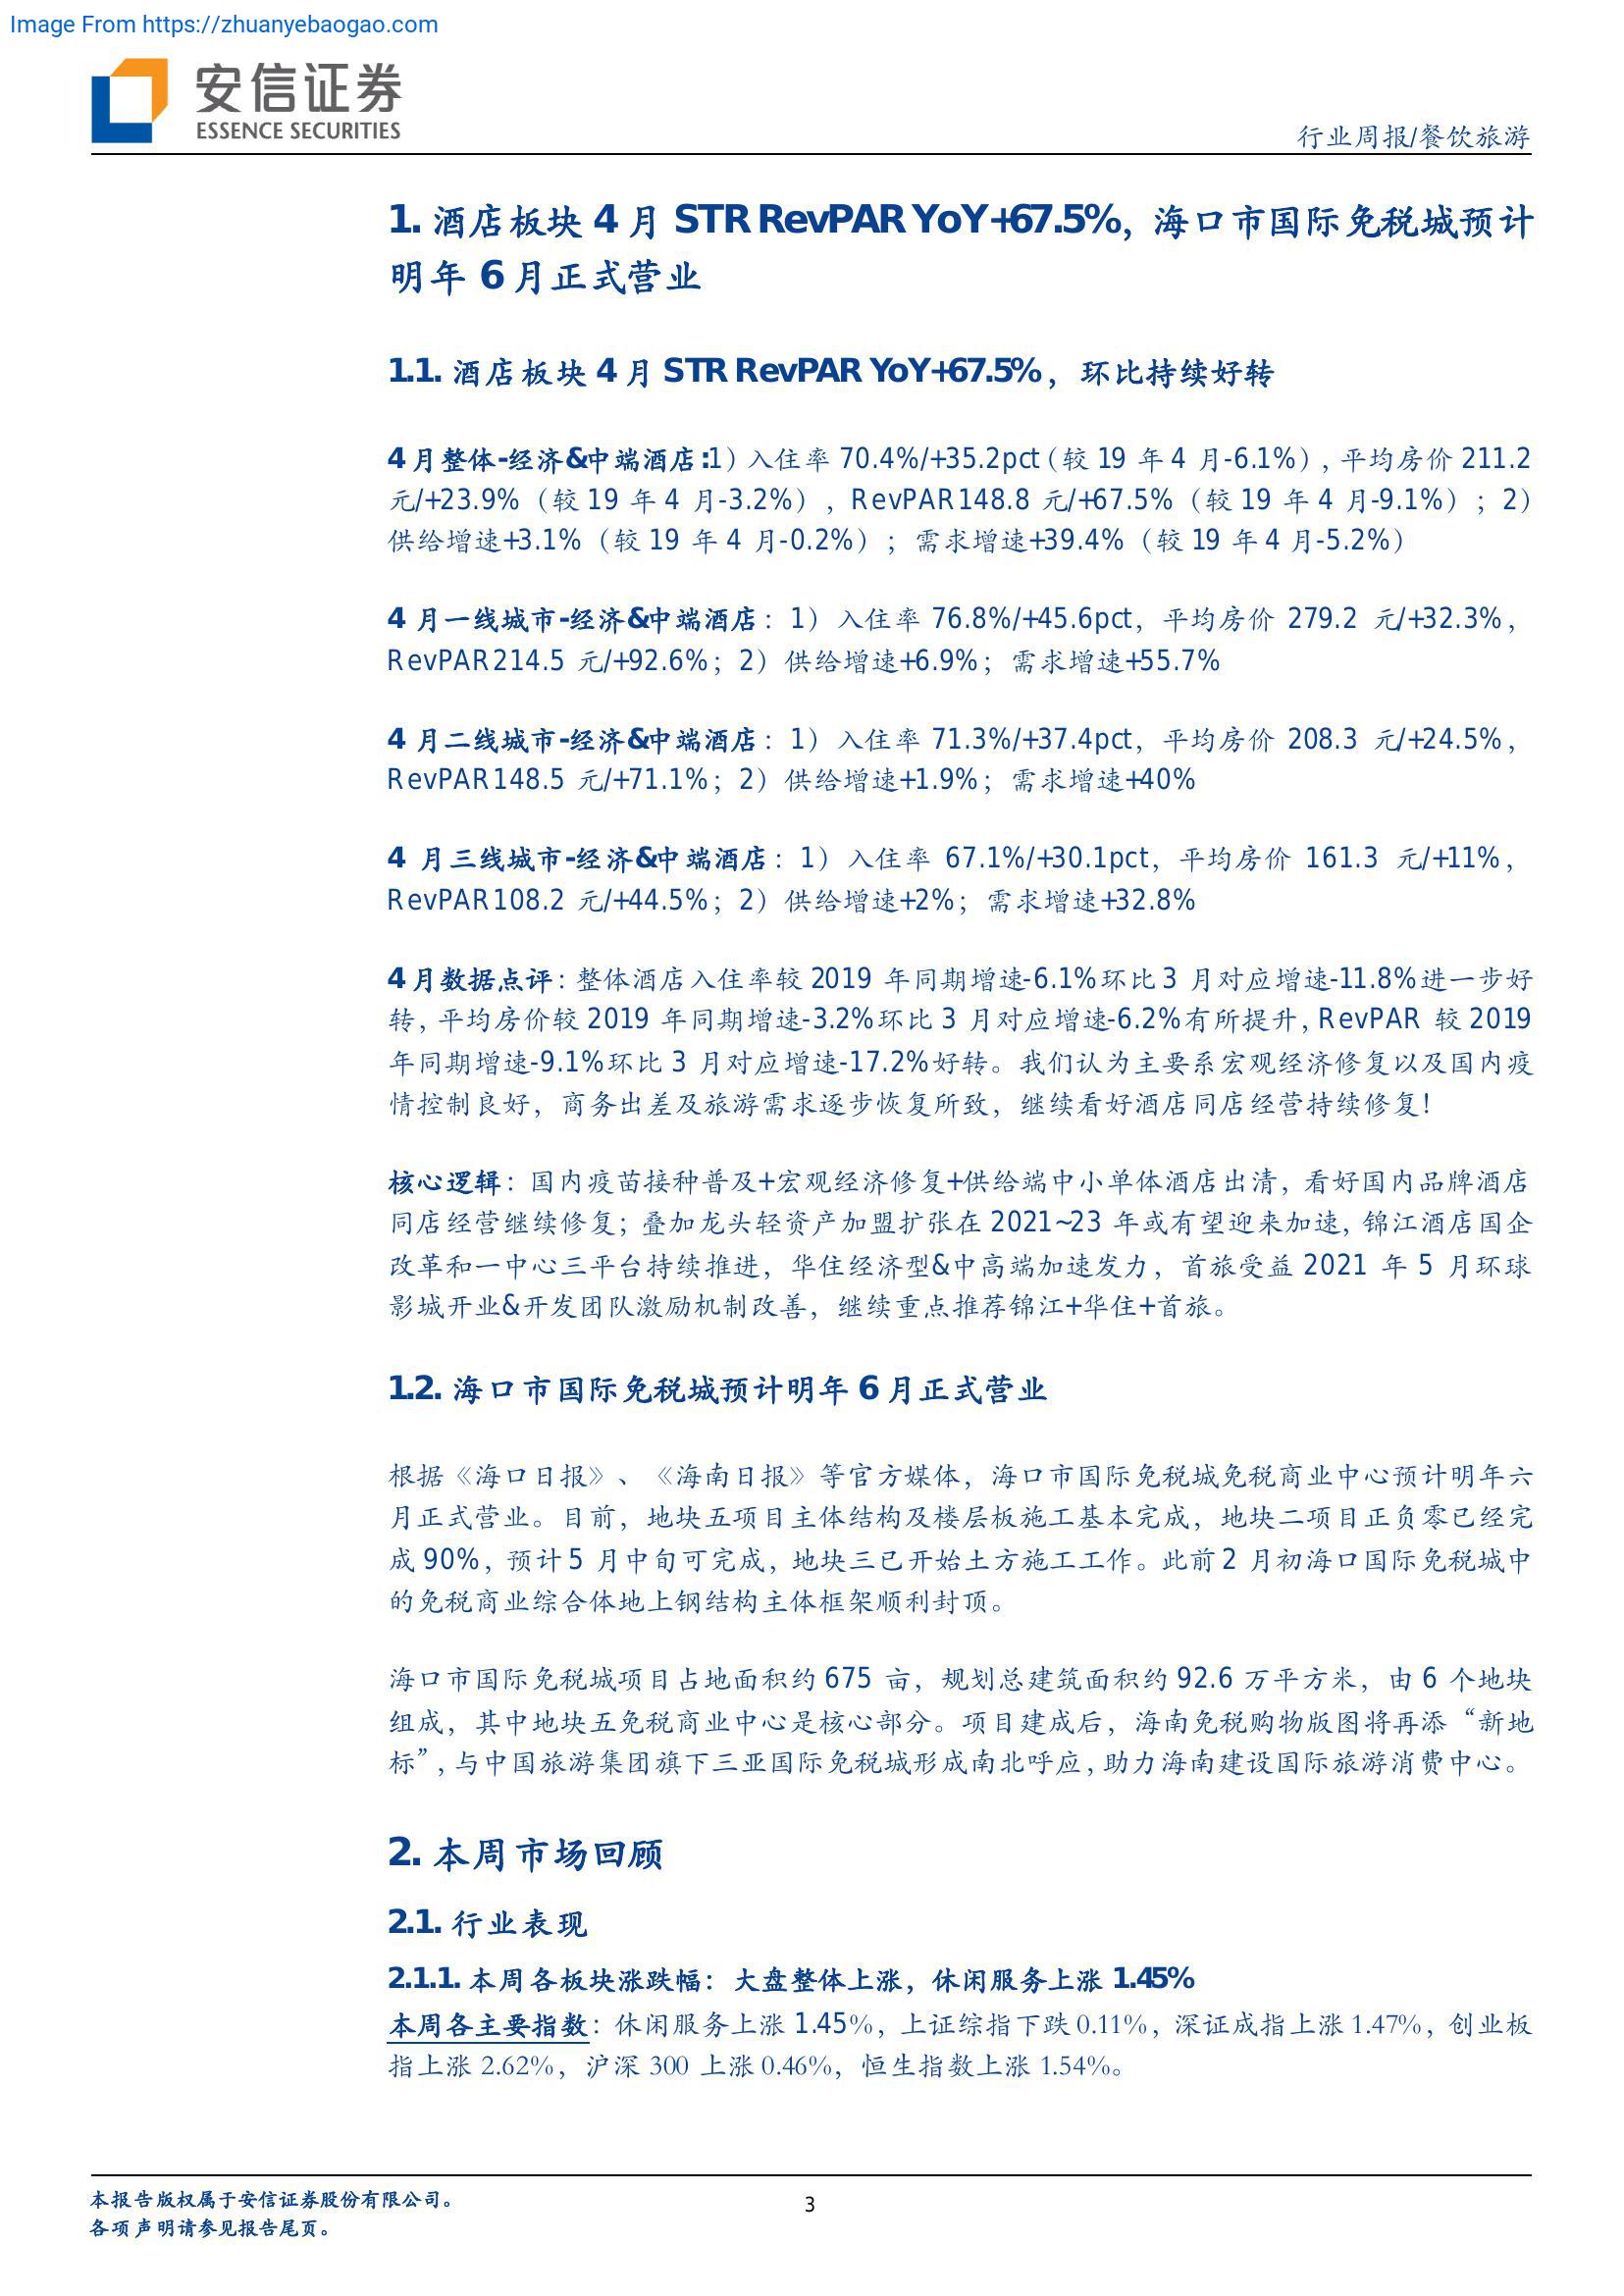 Image From https://zhuanyebaogao.com
安信证券
ESSENCE SECURITIES
行业周报/餐饮旅游
1. 酒店板块 4 月 STR RevPAR YoY+67.5%, 海口市国际免税城预计
明年 6 月正式营业
1.1. 酒店板块 4 月 STR RevPAR YoY+67.5%，环比持续好转
4 月整体-经济&中端酒店:1）入住率 70.4%/+35.2pct（较 19 年 4 月-6.1%）, 平均房价 211.2
元/+23.9%（较 19 年 4 月-3.2%）, RevPAR148.8 元/+67.5%（较 19 年 4 月-9.1%）；2）
供给增速+3.1%（较 19 年 4 月-0.2%）；需求增速+39.4%（较 19 年 4 月-5.2%）
4 月一线城市-经济&中端酒店：1）入住率 76.8%/+45.6pct，平均房价 279.2 元/+32.3%，
RevPAR214.5 元/+92.6%；2）供给增速+6.9%；需求增速+55.7%
4 月二线城市-经济&中端酒店：1）入住率 71.3%/+37.4pct，平均房价 208.3 元/+24.5%，
RevPAR148.5 元/+71.1%；2）供给增速+1.9%；需求增速+40%
4 月三线城市-经济&中端酒店：1）入住率 67.1%/+30.1pct，平均房价 161.3 元/+11%，
RevPAR108.2 元/+44.5%；2）供给增速+2%；需求增速+32.8%
4 月数据点评：整体酒店入住率较 2019 年同期增速-6.1%环比 3 月对应增速-11.8%进一步好
转, 平均房价较 2019 年同期增速-3.2%环比 3 月对应增速-6.2%有所提升, RevPAR 较 2019
年同期增速-9.1%环比 3 月对应增速-17.2%好转。我们认为主要系宏观经济修复以及国内疫
情控制良好，商务出差及旅游需求逐步恢复所致，继续看好酒店同店经营持续修复！
核心逻辑：国内疫苗接种普及+宏观经济修复+供给端中小单体酒店出清，看好国内品牌酒店
同店经营继续修复；叠加龙头轻资产加盟扩张在 2021~23 年或有望迎来加速, 锦江酒店国企
改革和一中心三平台持续推进，华住经济型&中高端加速发力，首旅受益 2021 年 5 月环球
影城开业&开发团队激励机制改善，继续重点推荐锦江+华住+首旅。
1.2. 海口市国际免税城预计明年 6 月正式营业
根据《海口日报》、《海南日报》等官方媒体，海口市国际免税城免税商业中心预计明年六
月正式营业。目前，地块五项目主体结构及楼层板施工基本完成，地块二项目正负零已经完
成 90%，预计 5 月中旬可完成，地块三已开始土方施工工作。此前 2 月初海口国际免税城中
的免税商业综合体地上钢结构主体框架顺利封顶。
海口市国际免税城项目占地面积约 675 亩，规划总建筑面积约 92.6 万平方米，由 6 个地块
组成，其中地块五免税商业中心是核心部分。项目建成后，海南免税购物版图将再添“新地
标”, 与中国旅游集团旗下三亚国际免税城形成南北呼应, 助力海南建设国际旅游消费中心。
2. 本周市场回顾
2.1. 行业表现
2.1.1. 本周各板块涨跌幅：大盘整体上涨，休闲服务上涨 1.45%
本周各主要指数：休闲服务上涨 1.45%，上证综指下跌 0.11%，深证成指上涨 1.47%，创业板
指上涨 2.62%，沪深 300 上涨 0.46%，恒生指数上涨 1.54%。
本报告版权属于安信证券股份有限公司。
3
各项声明请参见报告尾页。